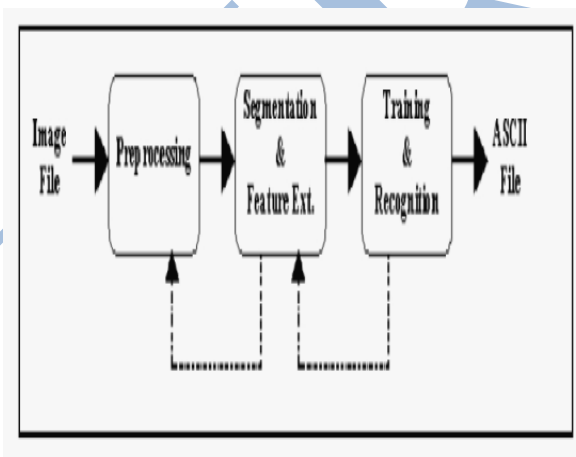 Image
File
Preprocessing
Segmentation
&
Feature Ext.
Training
&
Recognition
ASCII
File